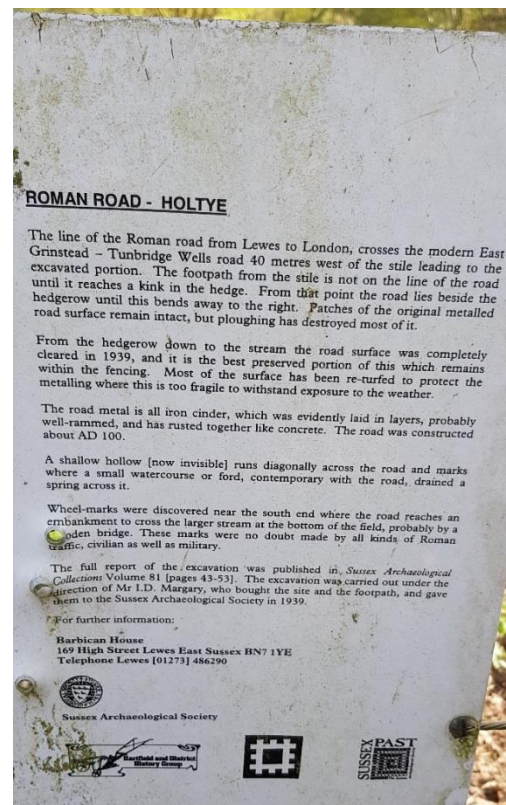 ROMAN ROAD - HOLTYE
The line of the Roman road from Lewes to London, crosses the modern East
Grinstead – Tunbridge Wells road 40 metres west of the stile leading to the
excavated portion. The footpath from the stile is not on the line of the road
until it reaches a kink in the hedge. From that point the road lies beside the
hedgerow until this bends away to the right. Patches of the original metalled
road surface remain intact, but ploughing has destroyed most of it.
From the hedgerow down to the stream the road surface was completely
cleared in 1939, and it is the best preserved portion of this which remains
within the fencing. Most of the surface has been re-turfed to protect the
metalling where this is too fragile to withstand exposure to the weather.
The road metal is all iron cinder, which was evidently laid in layers, probably
well-rammed, and has rusted together like concrete. The road was constructed
about AD 100.
A shallow hollow [now invisible] runs diagonally across the road and marks
where a small watercourse or ford, contemporary with the road, drained a
spring across it.
Wheel-marks were discovered near the south end where the road reaches an
embankment to cross the larger stream at the bottom of the field, probably by a
wooden bridge. These marks were no doubt made by all kinds of Roman
traffic, civilian as well as military.
The full report of the excavation was published in Sussex Archaeological
Collections Volume 81 [pages 43-53]. The excavation was carried out under the
direction of Mr I.D. Margary, who bought the site and the footpath, and gave
them to the Sussex Archaeological Society in 1939.
For further information:
Barbican House
169 High Street Lewes East Sussex BN7 1YE
Telephone Lewes [01273] 486290
Sussex Archaeological Society
Hartfield and District
History Group
SUSSEX PAST